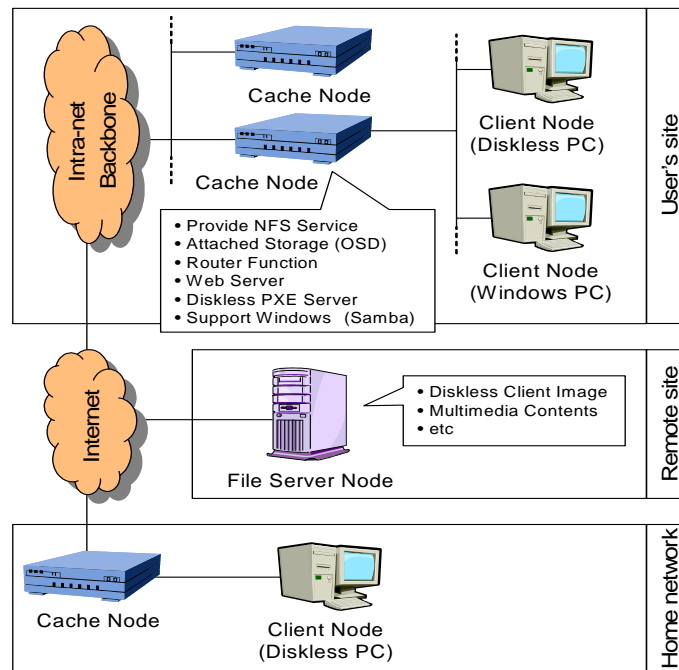 Cache Node
Intra-net
Backbone
Cache Node
Client Node
(Diskless PC)
• Provide NFS Service
• Attached Storage (OSD)
• Router Function
• Web Server
• Diskless PXE Server
• Support Windows (Samba)
Client Node
(Windows PC)
User's site
Internet
File Server Node
• Diskless Client Image
• Multimedia Contents
• etc
Remote site
Cache Node
Client Node
(Diskless PC)
Home network